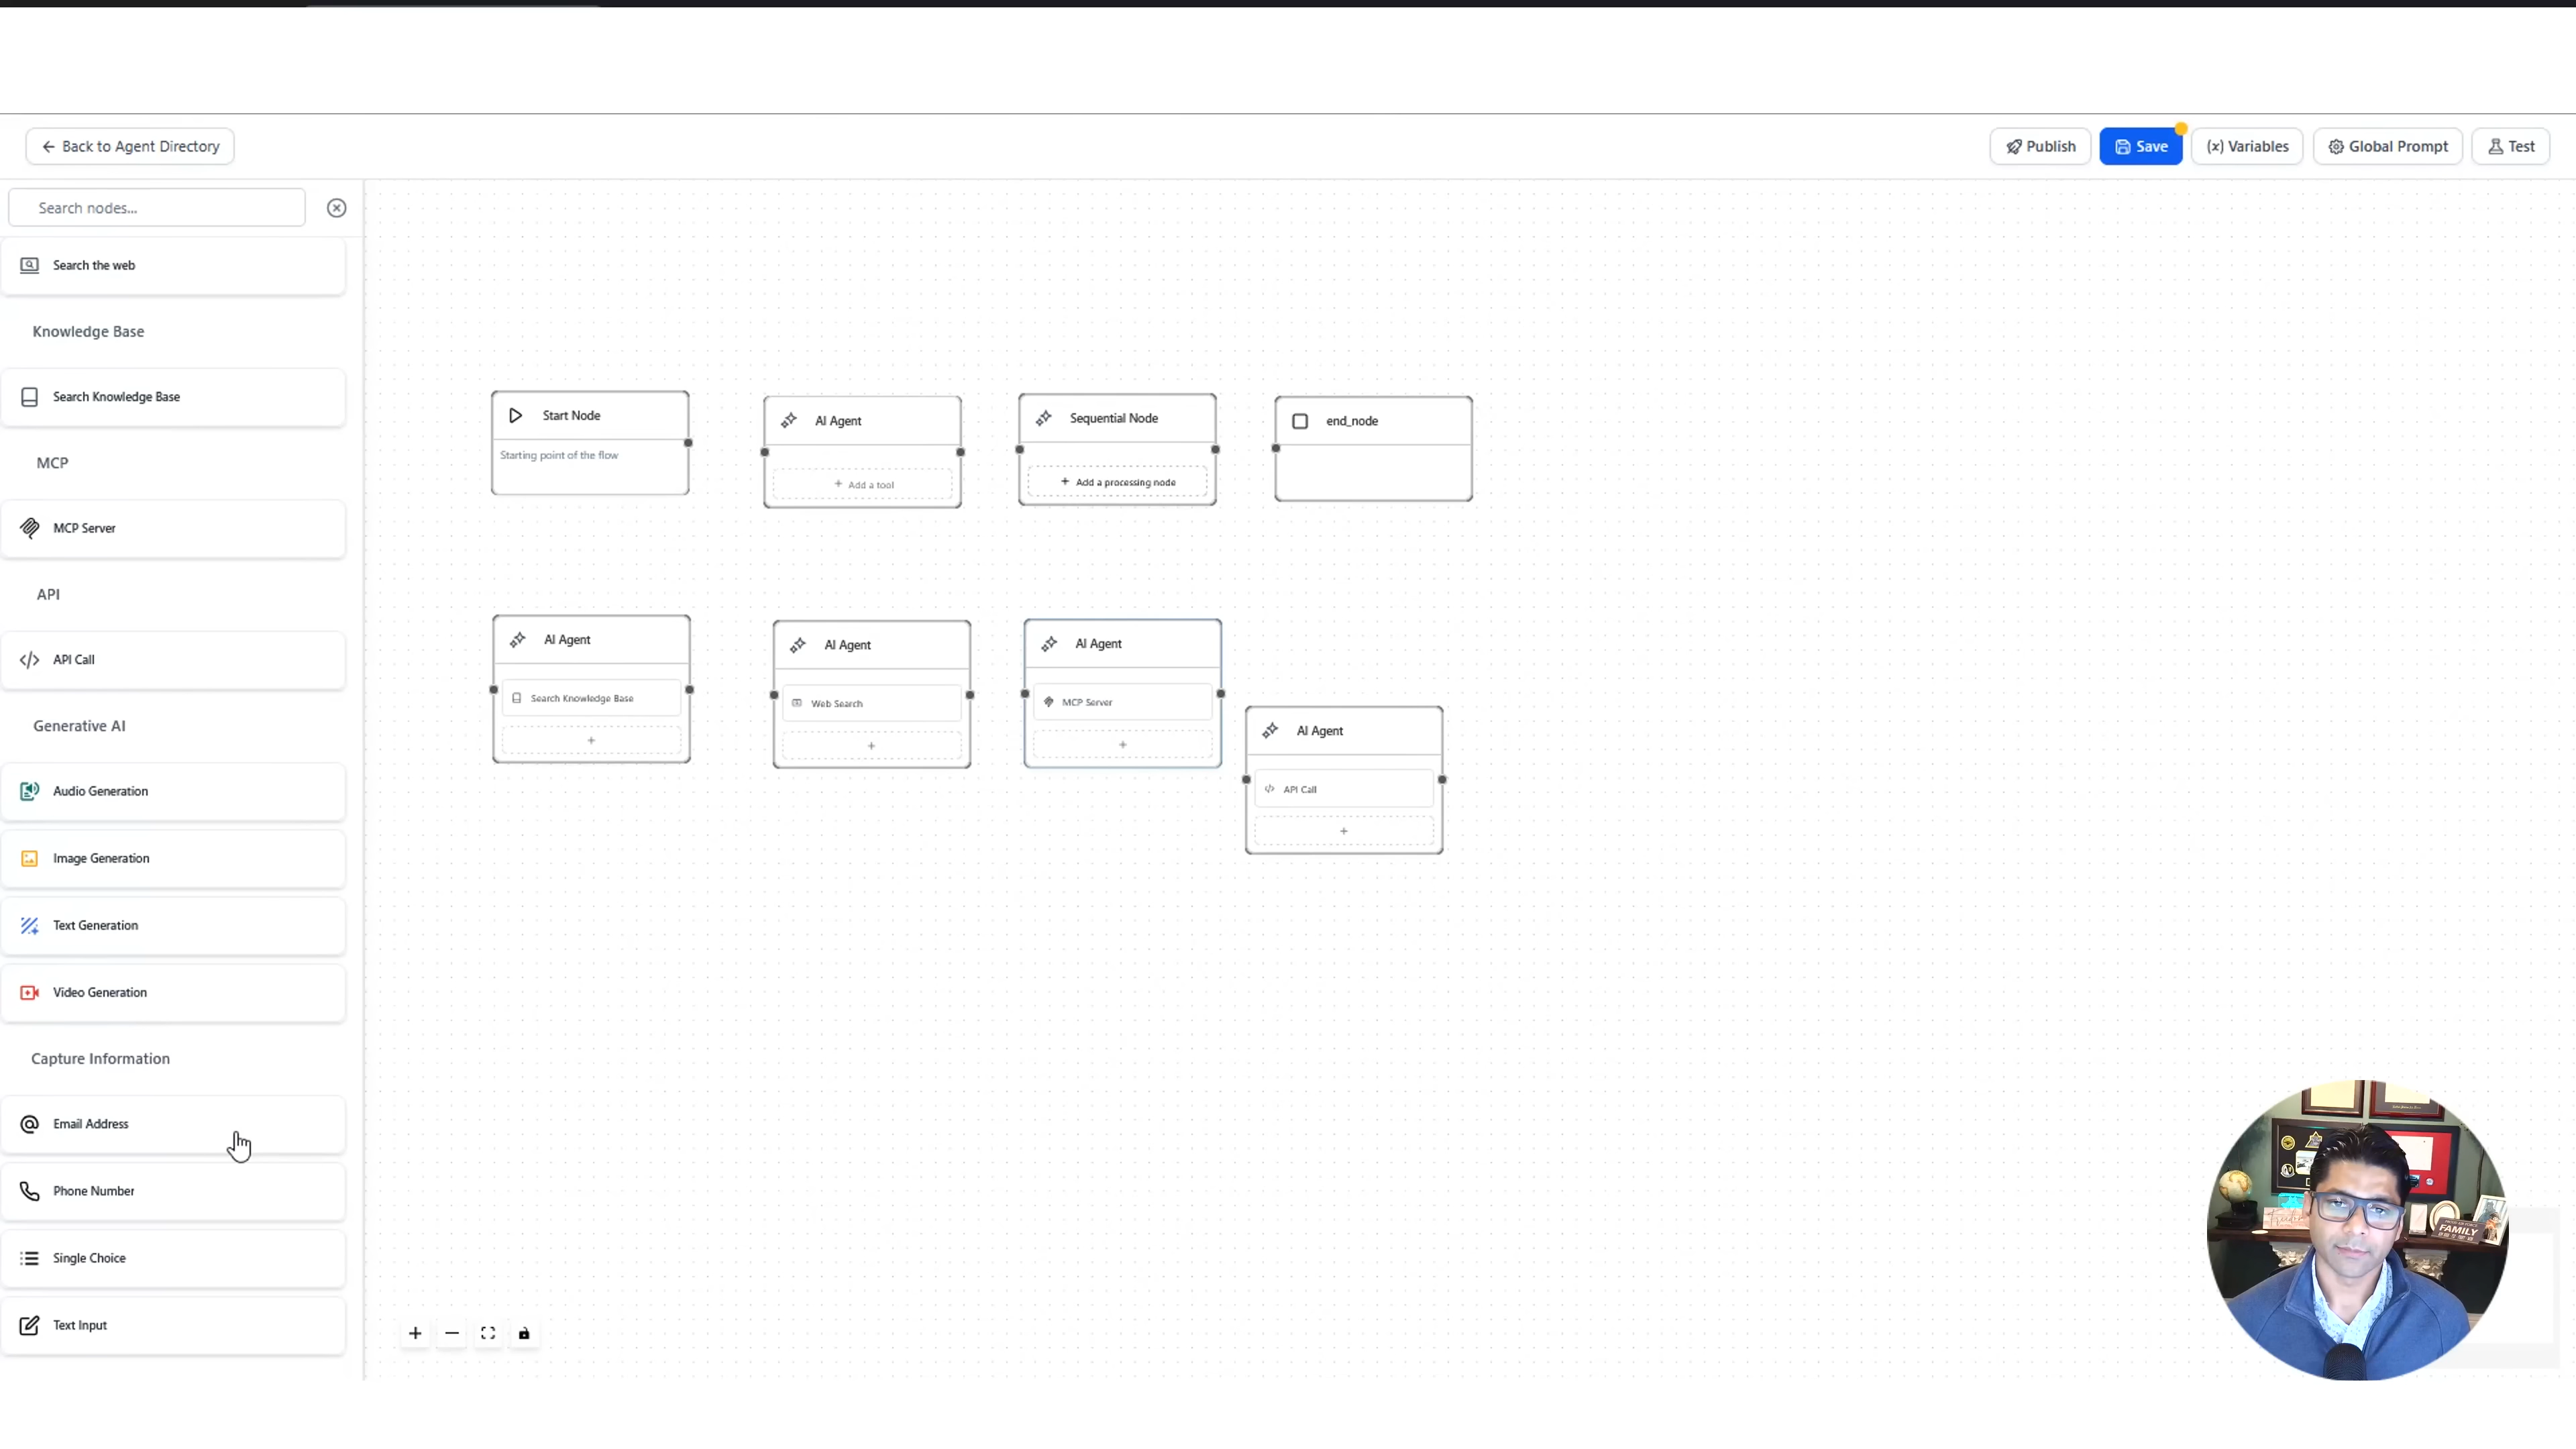 Back to Agent Directory
Publish
Save
(x) Variables
Global Prompt
Test
Search nodes...
Search the web
Knowledge Base
Search Knowledge Base
MCP
MCP Server
API
API Call
Generative AI
Audio Generation
Image Generation
Text Generation
Video Generation
Capture Information
Email Address
Phone Number
Single Choice
Text Input
Start Node
Starting point of the flow
AI Agent
+ Add a tool
Sequential Node
+ Add a processing node
end_node
AI Agent
Search Knowledge Base
+
AI Agent
Web Search
+
AI Agent
MCP Server
+
AI Agent
API Call
+
FAMILY